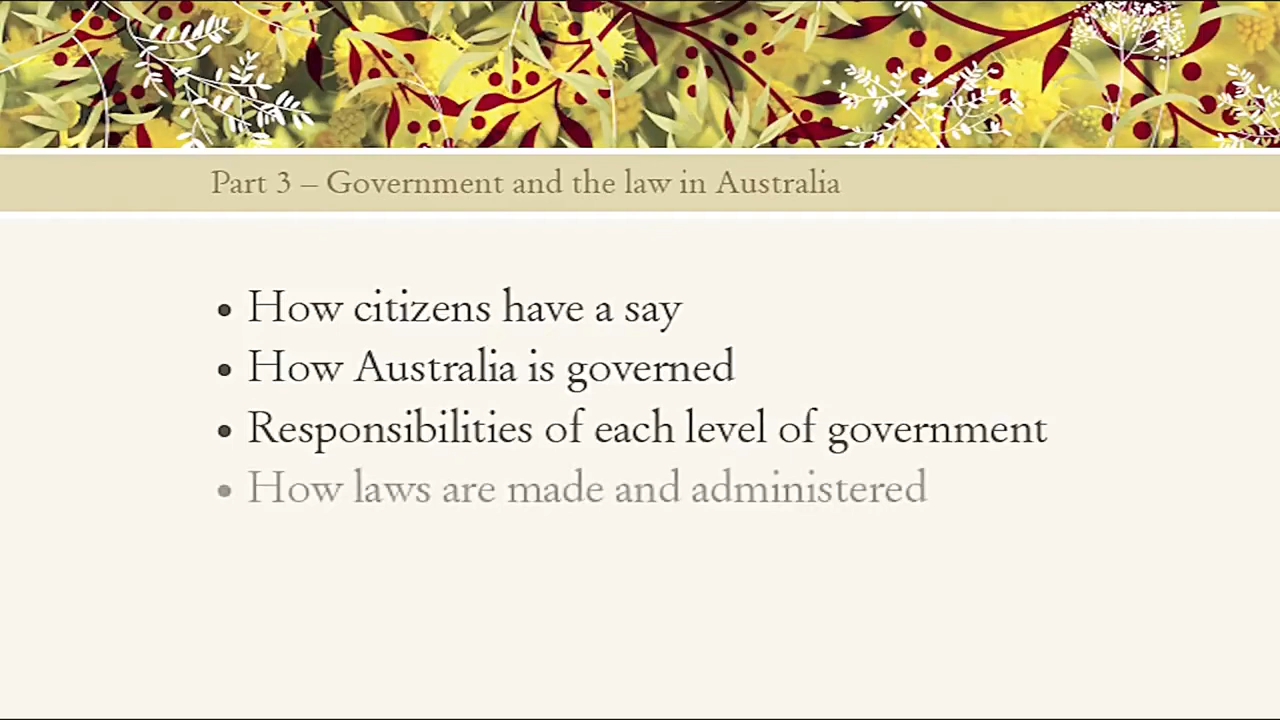 Part 3 – Government and the law in Australia
• How citizens have a say
• How Australia is governed
• Responsibilities of each level of government
• How laws are made and administered